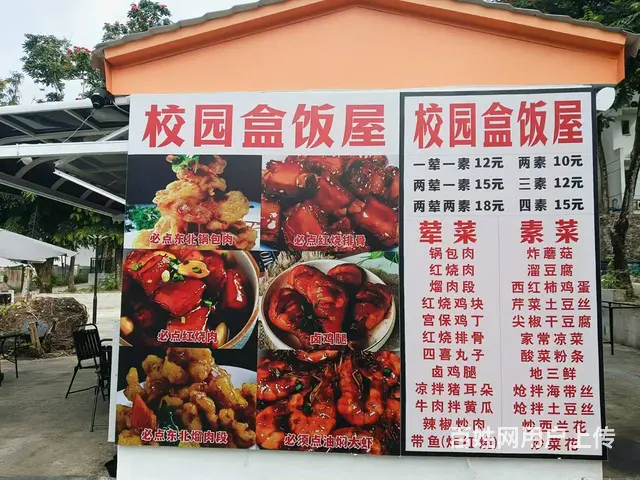 校园盒饭屋
必点东北锅包肉
必点红烧排骨
必点红烧肉
卤鸡腿
必点东北熘肉段
必须点油闷大虾
校园盒饭屋
一荤一素 12元 两素 10元
两荤一素 15元 三素 12元
两荤两素 18元 四素 15元
荤菜 素菜
锅包肉 炸蘑菇
红烧肉 溜豆腐
熘肉段 西红柿鸡蛋
红烧鸡块 芹菜土豆丝
宫保鸡丁 尖椒干豆腐
红烧排骨 家常凉菜
四喜丸子 酸菜粉条
卤鸡腿 地三鲜
凉拌猪耳朵 炝拌海带丝
牛肉拌黄瓜 炝拌土豆丝
辣椒炒肉 炒西兰花
带鱼 炒菜花
百姓网用户上传